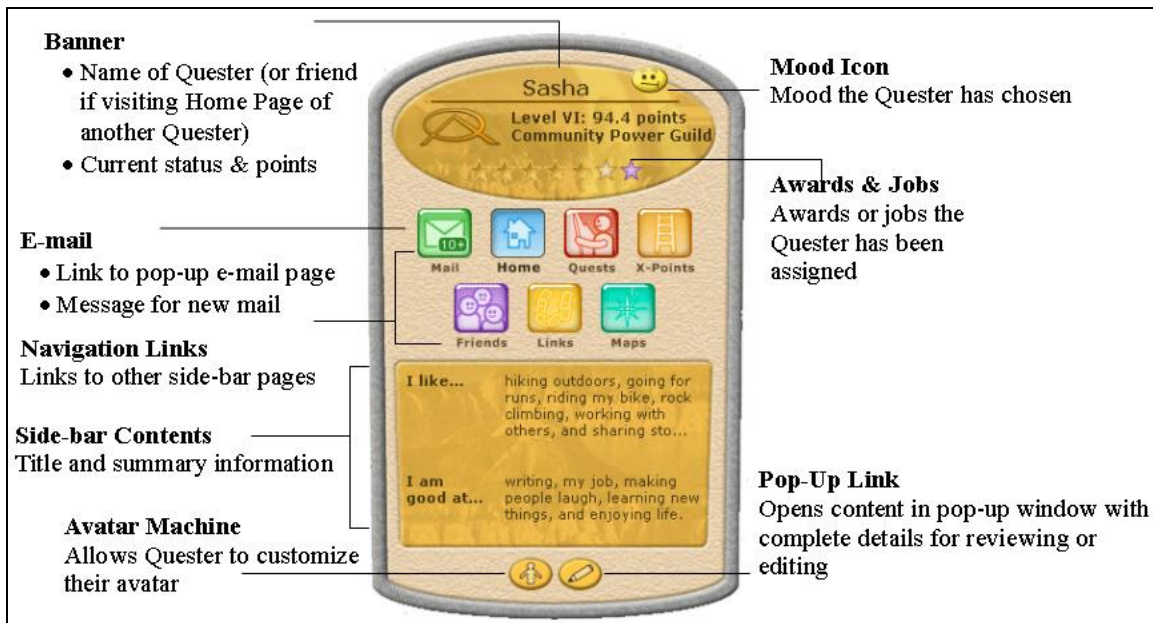 Banner
• Name of Quester (or friend
if visiting Home Page of
another Quester)
• Current status & points
E-mail
• Link to pop-up e-mail page
• Message for new mail
Navigation Links
Links to other side-bar pages
Side-bar Contents
Title and summary information
Avatar Machine
Allows Quester to customize
their avatar
Sasha
Level VI: 94.4 points
Community Power Guild
10+
Mail Home Quests X-Points
Friends Links Maps
I like... hiking outdoors, going for
runs, riding my bike, rock
climbing, working with
others, and sharing sto...
I am writing, my job, making
good at... people laugh, learning new
things, and enjoying life.
Mood Icon
Mood the Quester has chosen
Awards & Jobs
Awards or jobs the
Quester has been
assigned
Pop-Up Link
Opens content in pop-up window with
complete details for reviewing or
editing